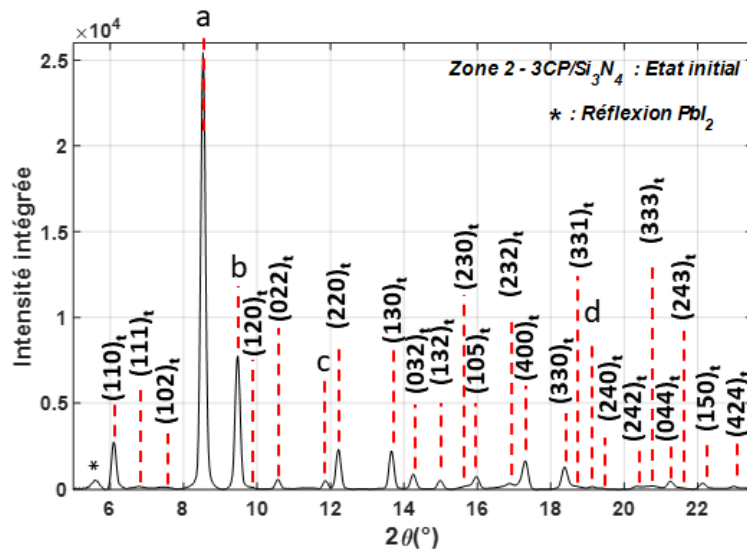 a
2.5 ×10⁴
Zone 2 - 3CP/Si₃N₄ : Etat initial
* : Réflexion PbI₂
2
1.5
1
0.5
0
Intensité intégrée
*
(110)ₜ
(111)ₜ
(102)ₜ
b
(120)ₜ
(022)ₜ
c
(220)ₜ
(130)ₜ
(032)ₜ
(132)ₜ
(230)ₜ
(105)ₜ
(232)ₜ
(400)ₜ
(330)ₜ
(331)ₜ
d
(240)ₜ
(242)ₜ
(333)ₜ
(044)ₜ
(243)ₜ
(150)ₜ
(424)ₜ
6 8 10 12 14 16 18 20 22
2θ(°)